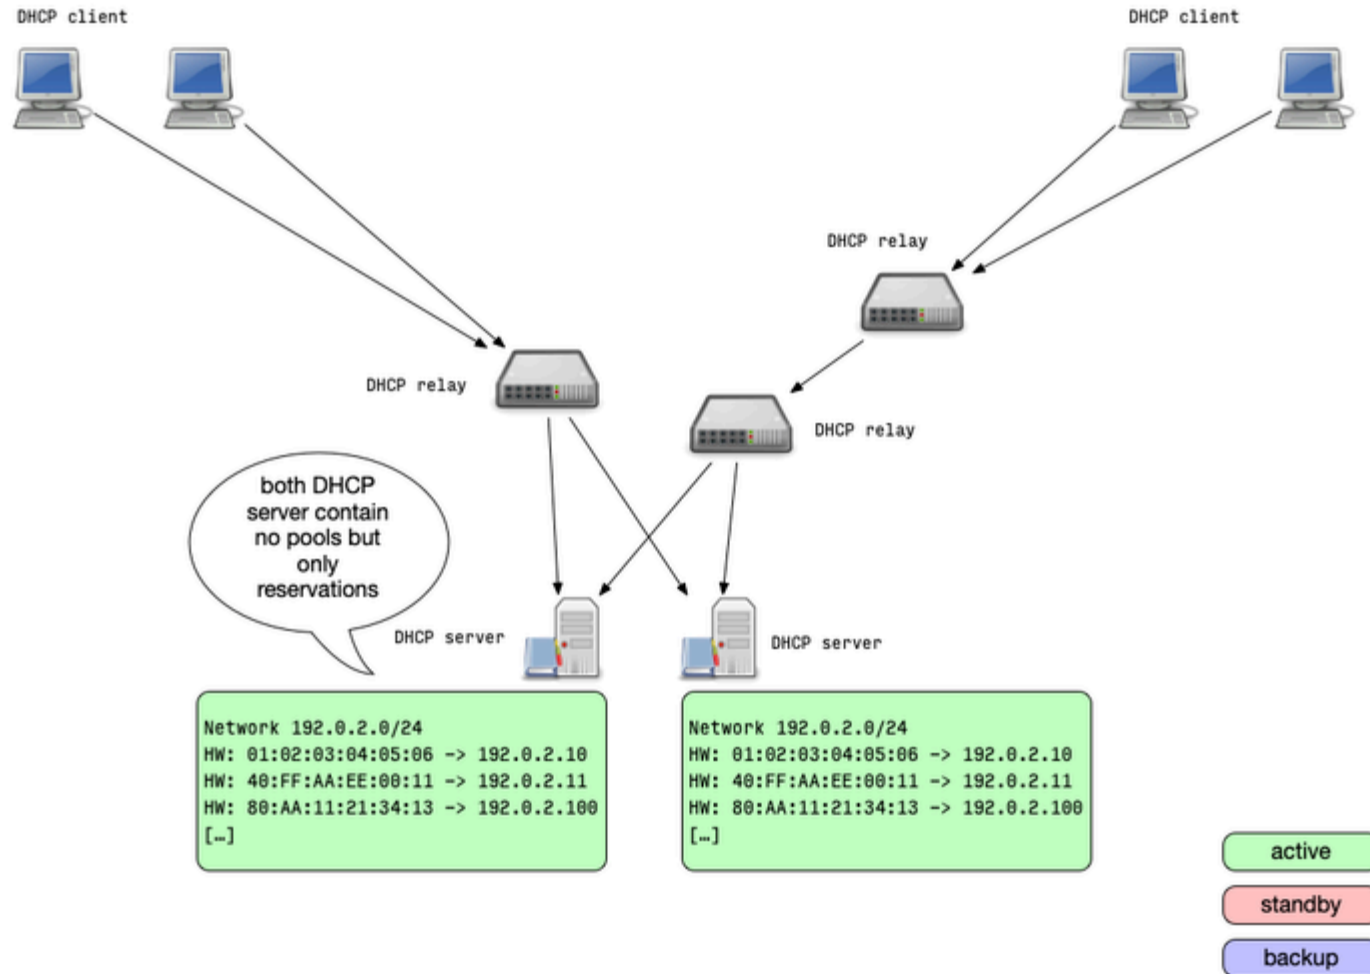 DHCP client
DHCP client
DHCP relay
DHCP relay
DHCP relay
both DHCP
server contain
no pools but
only
reservations
DHCP server
DHCP server
Network 192.0.2.0/24
HW: 01:02:03:04:05:06 -> 192.0.2.10
HW: 40:FF:AA:EE:00:11 -> 192.0.2.11
HW: 80:AA:11:21:34:13 -> 192.0.2.100
[…]
Network 192.0.2.0/24
HW: 01:02:03:04:05:06 -> 192.0.2.10
HW: 40:FF:AA:EE:00:11 -> 192.0.2.11
HW: 80:AA:11:21:34:13 -> 192.0.2.100
[…]
active
standby
backup